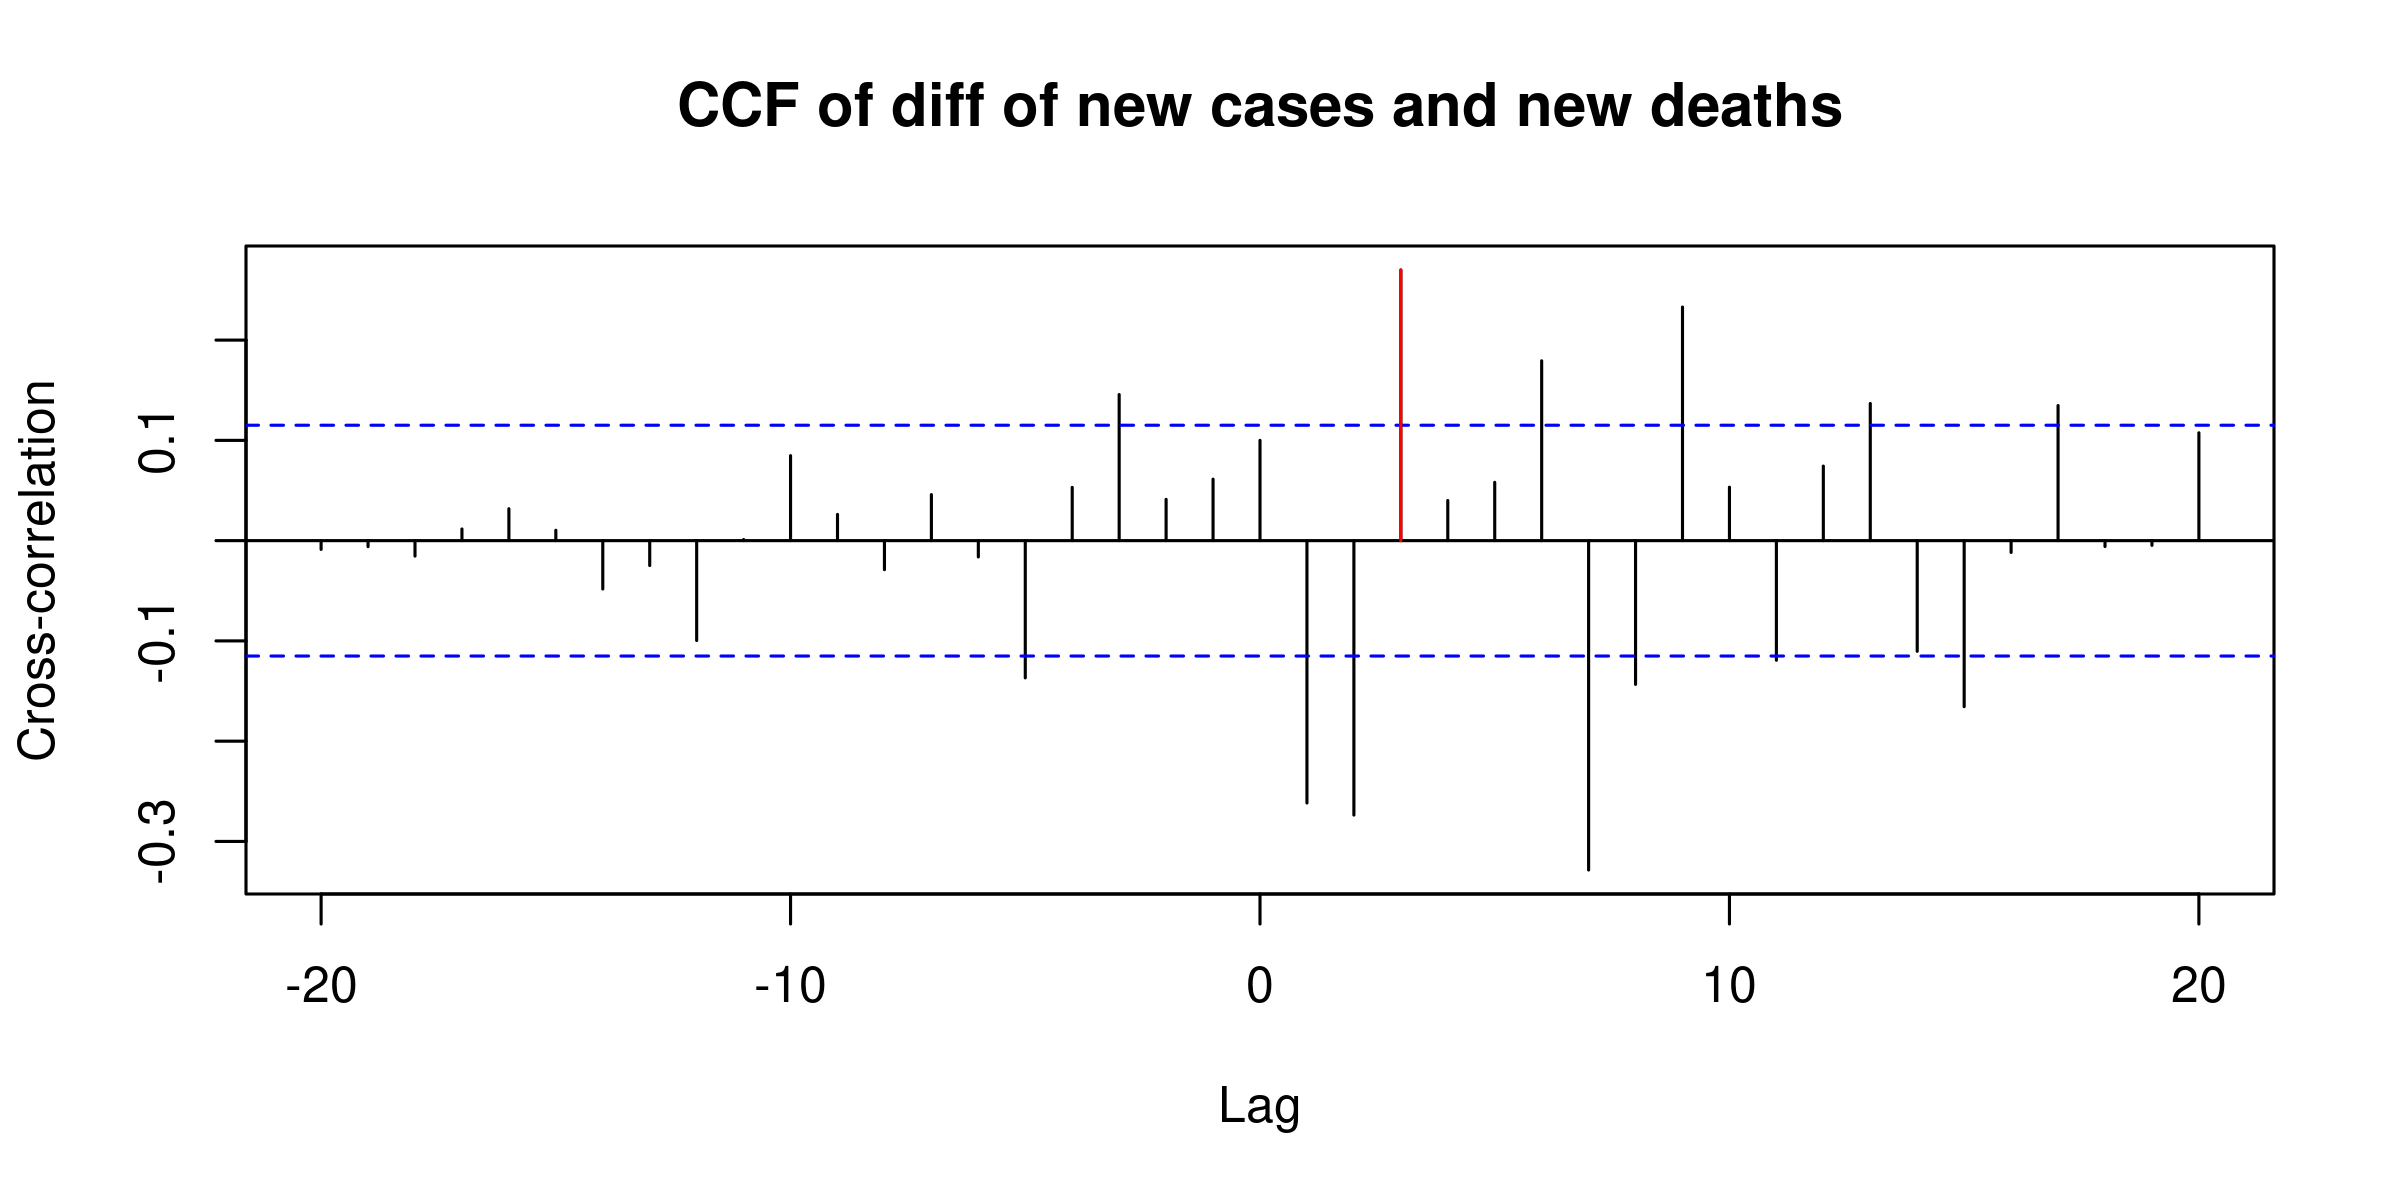 CCF of diff of new cases and new deaths
Cross-correlation
0.1
-0.1
-0.3
-20 -10 0 10 20
Lag